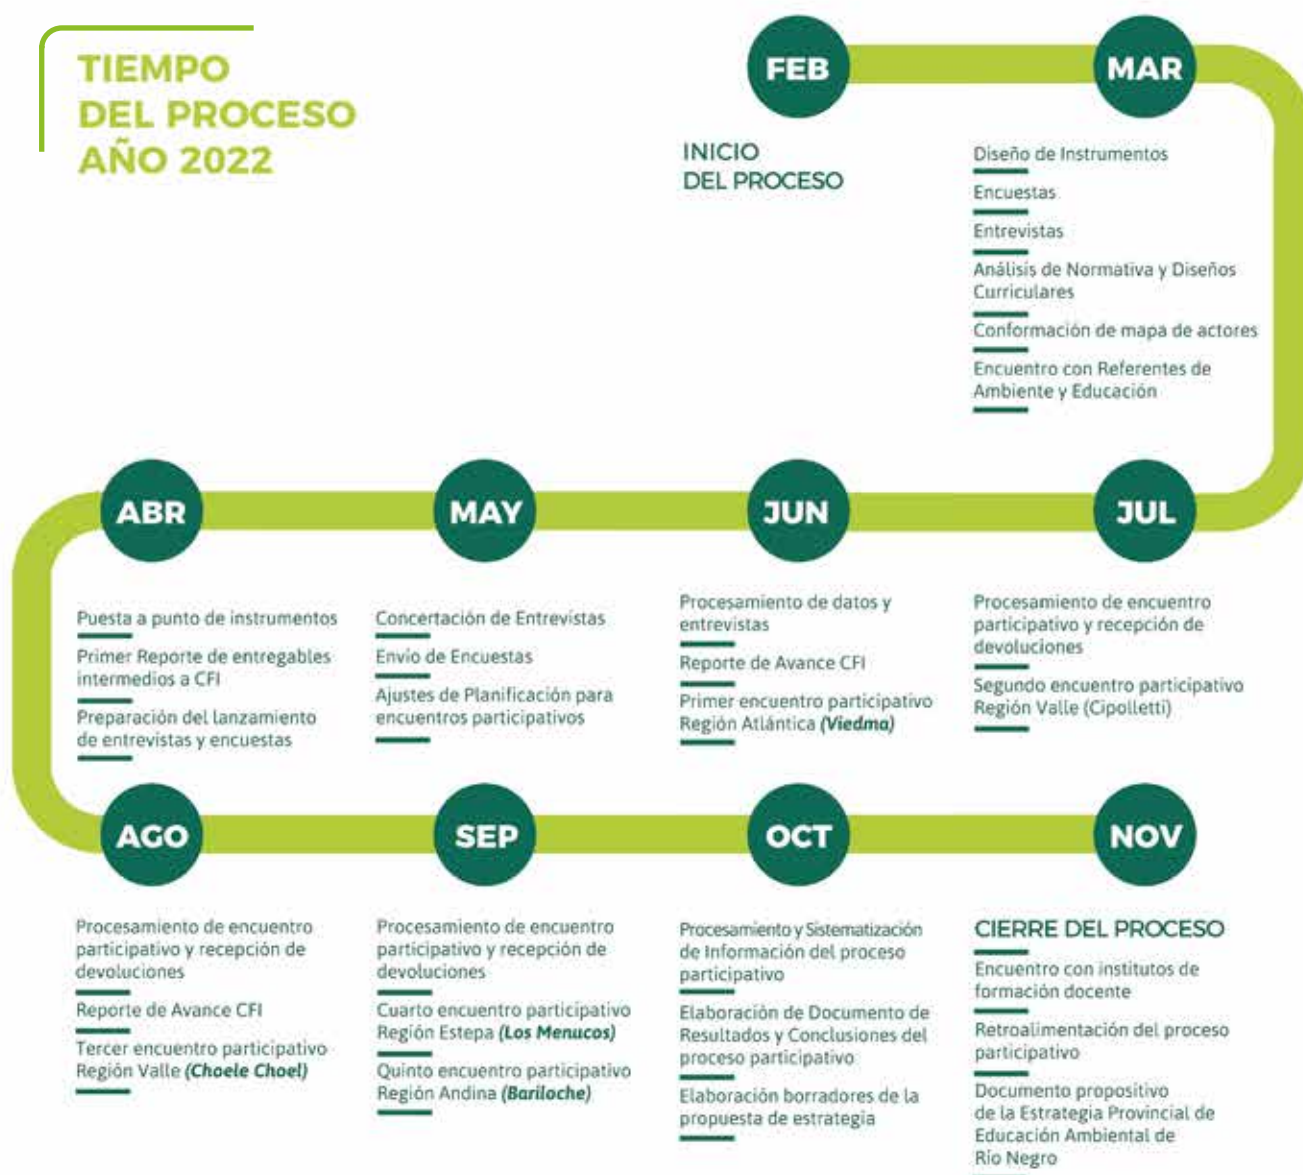 TIEMPO
DEL PROCESO
AÑO 2022
FEB
INICIO
DEL PROCESO
MAR
Diseño de Instrumentos
Encuestas
Entrevistas
Análisis de Normativa y Diseños
Curriculares
Conformación de mapa de actores
Encuentro con Referentes de
Ambiente y Educación
ABR
Puesta a punto de instrumentos
Primer Reporte de entregables
intermedios a CFI
Preparación del lanzamiento
de entrevistas y encuestas
MAY
Concertación de Entrevistas
Envío de Encuestas
Ajustes de Planificación para
encuentros participativos
JUN
Procesamiento de datos y
entrevistas
Reporte de Avance CFI
Primer encuentro participativo
Región Atlántica (Viedma)
JUL
Procesamiento de encuentro
participativo y recepción de
devoluciones
Segundo encuentro participativo
Región Valle (Cipolletti)
AGO
Procesamiento de encuentro
participativo y recepción de
devoluciones
Reporte de Avance CFI
Tercer encuentro participativo
Región Valle (Choele Choel)
SEP
Procesamiento de encuentro
participativo y recepción de
devoluciones
Cuarto encuentro participativo
Región Estepa (Los Menucos)
Quinto encuentro participativo
Región Andina (Bariloche)
OCT
Procesamiento y Sistematización
de Información del proceso
participativo
Elaboración de Documento de
Resultados y Conclusiones del
proceso participativo
Elaboración borradores de la
propuesta de estrategia
NOV
CIERRE DEL PROCESO
Encuentro con institutos de
formación docente
Retroalimentación del proceso
participativo
Documento propositivo
de la Estrategia Provincial de
Educación Ambiental de
Río Negro